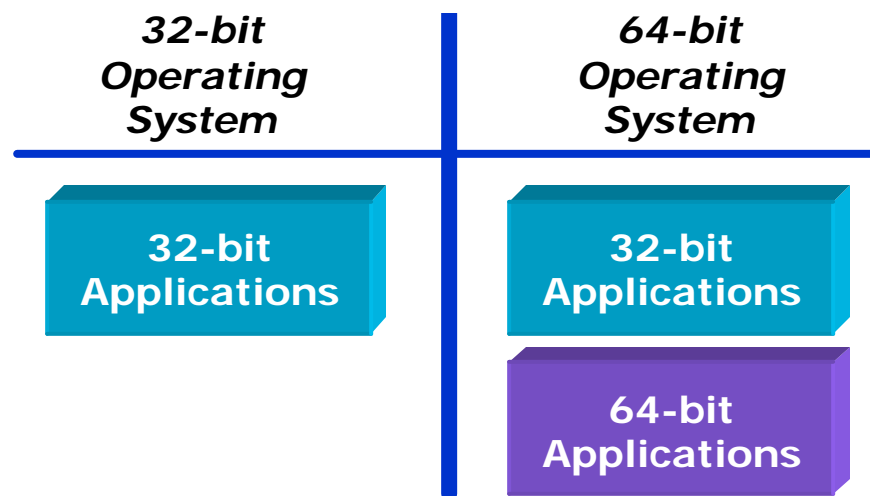 32-bit
Operating
System
64-bit
Operating
System
32-bit
Applications
32-bit
Applications
64-bit
Applications